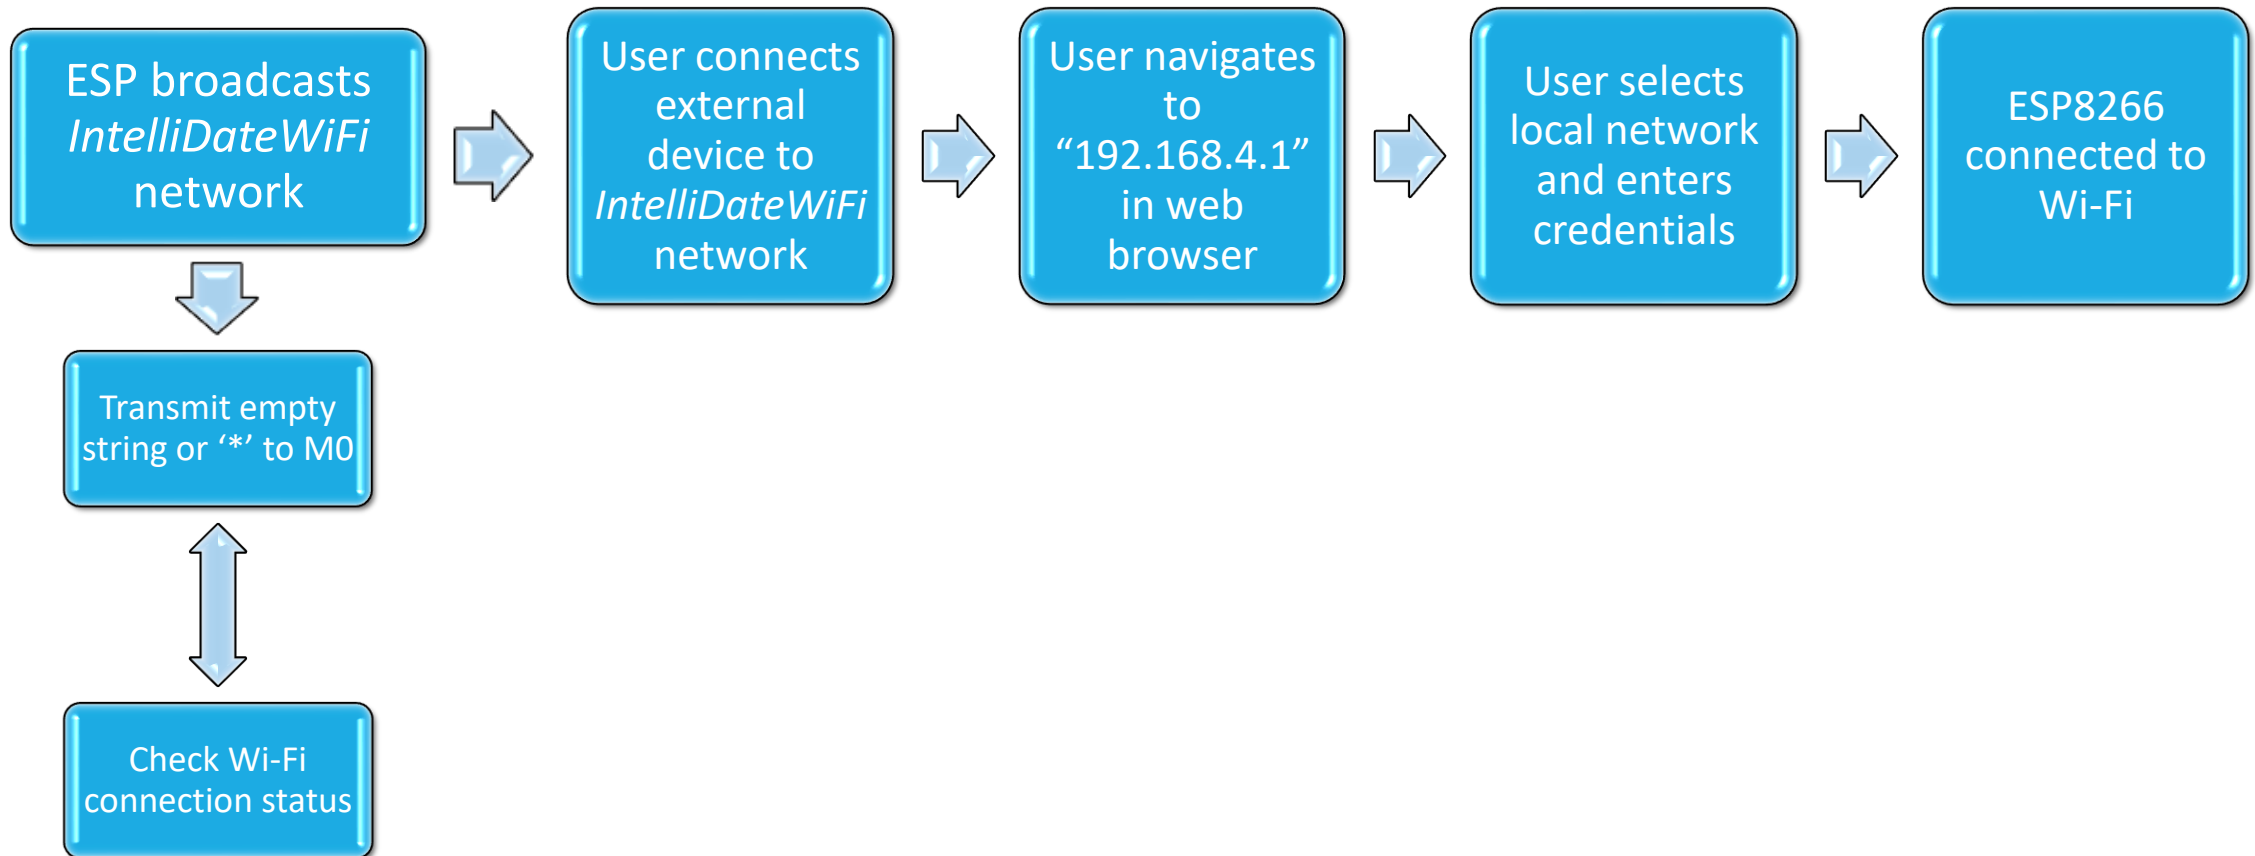 ESP broadcasts
IntelliDateWiFi
network
User connects
external
device to
IntelliDateWiFi
network
User navigates
to
“192.168.4.1”
in web
browser
User selects
local network
and enters
credentials
ESP8266
connected to
Wi-Fi
Transmit empty
string or ‘*’ to M0
Check Wi-Fi
connection status